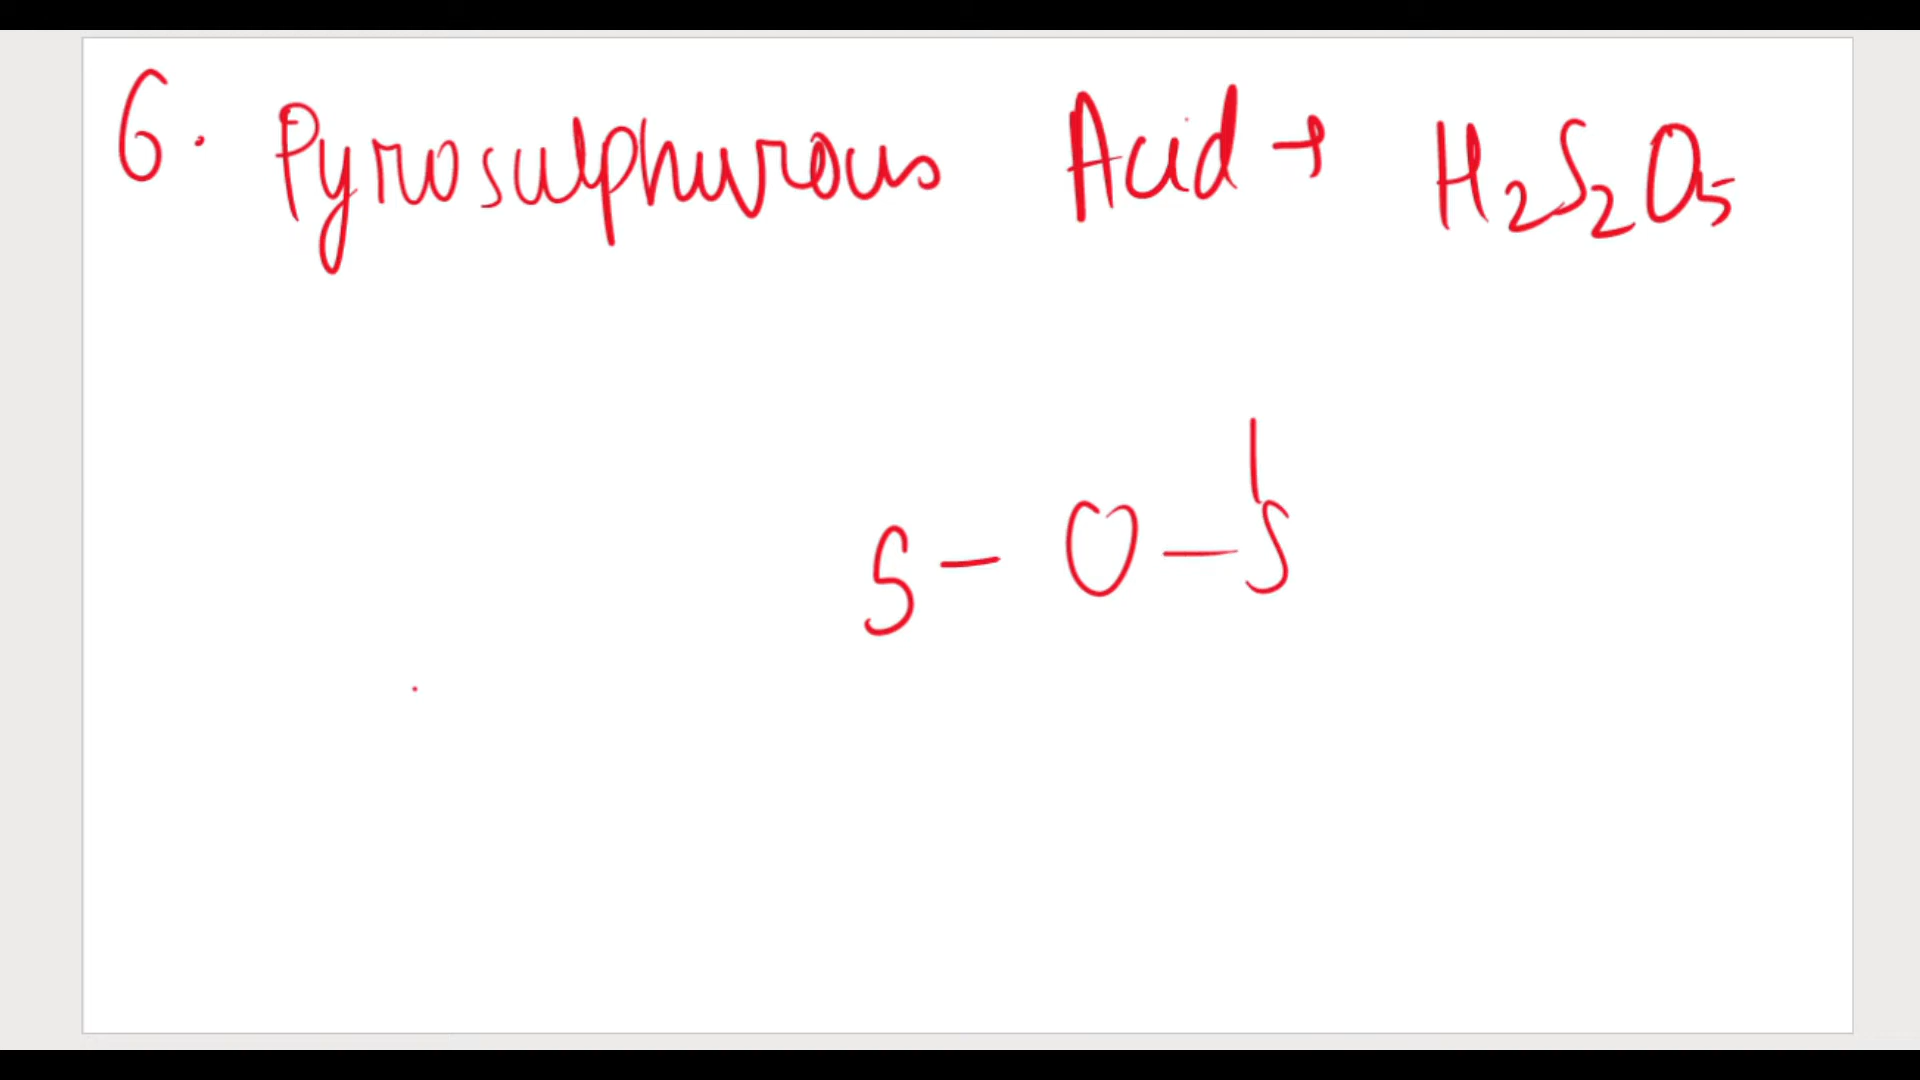 6. Pyrosulphurous Acid → H₂S₂O₅
S – O – S